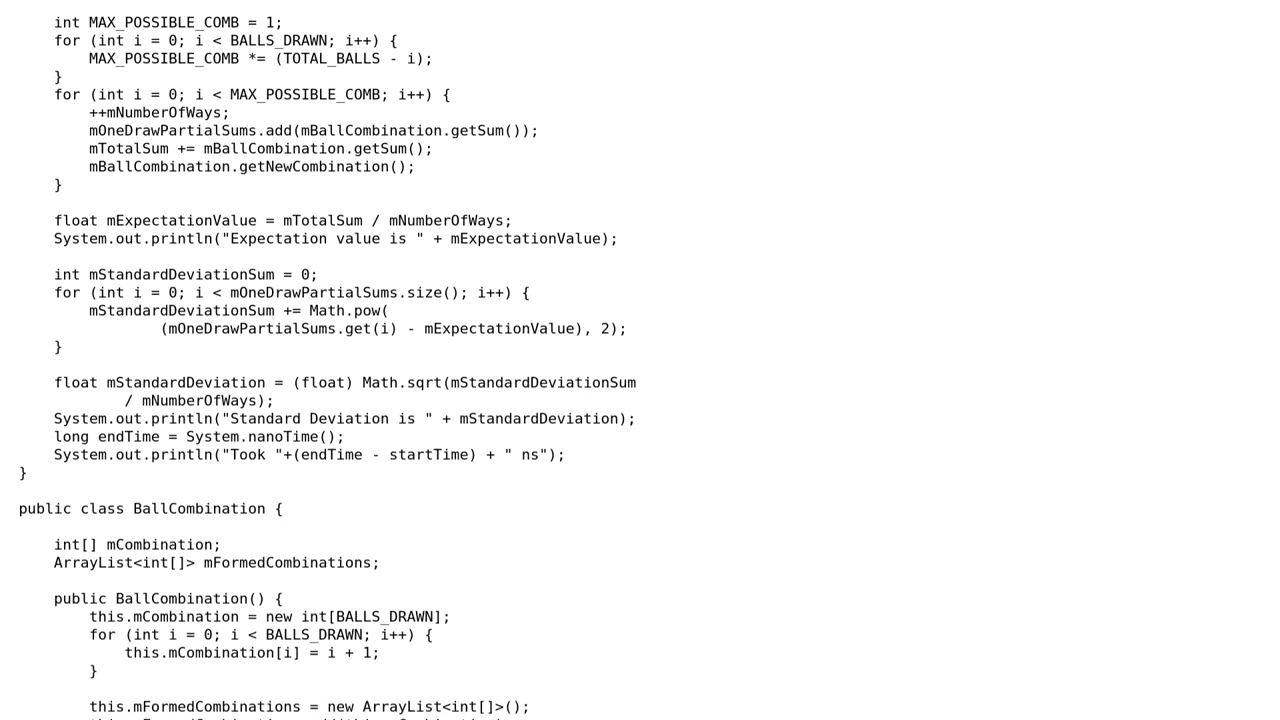 int MAX_POSSIBLE_COMB = 1;
for (int i = 0; i < BALLS_DRAWN; i++) {
MAX_POSSIBLE_COMB *= (TOTAL_BALLS - i);
}
for (int i = 0; i < MAX_POSSIBLE_COMB; i++) {
++mNumberOfWays;
mOneDrawPartialSums.add(mBallCombination.getSum());
mTotalSum += mBallCombination.getSum();
mBallCombination.getNewCombination();
}
float mExpectationValue = mTotalSum / mNumberOfWays;
System.out.println("Expectation value is " + mExpectationValue);
int mStandardDeviationSum = 0;
for (int i = 0; i < mOneDrawPartialSums.size(); i++) {
mStandardDeviationSum += Math.pow(
(mOneDrawPartialSums.get(i) - mExpectationValue), 2);
}
float mStandardDeviation = (float) Math.sqrt(mStandardDeviationSum
/ mNumberOfWays);
System.out.println("Standard Deviation is " + mStandardDeviation);
long endTime = System.nanoTime();
System.out.println("Took "+(endTime - startTime) + " ns");
}
public class BallCombination {
int[] mCombination;
ArrayList<int[]> mFormedCombinations;
public BallCombination() {
this.mCombination = new int[BALLS_DRAWN];
for (int i = 0; i < BALLS_DRAWN; i++) {
this.mCombination[i] = i + 1;
}
this.mFormedCombinations = new ArrayList<int[]>();